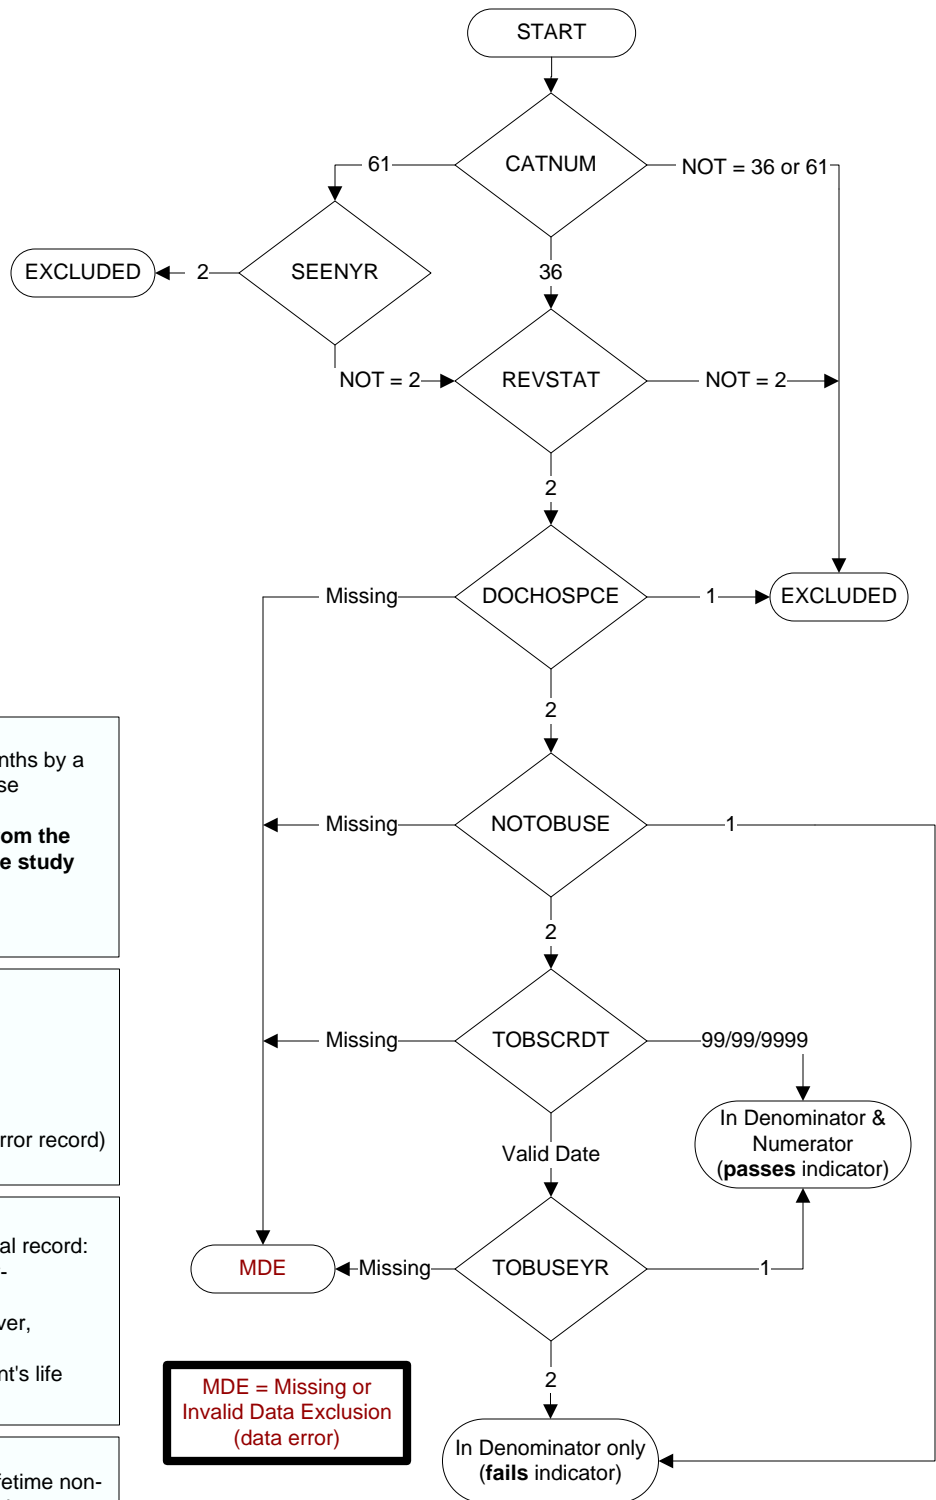 START
CATNUM
61
NOT = 36 or 61
36
SEENYR
EXCLUDED
2
NOT = 2
REVSTAT
NOT = 2
2
DOCHOSPCE
Missing
1
EXCLUDED
2
NOTOBUSE
Missing
1
2
TOBSCRDT
Missing
99/99/9999
In Denominator &
Numerator
(passes indicator)
Valid Date
TOBUSEYR
Missing
MDE
1
2
In Denominator only
(fails indicator)
MDE = Missing or
Invalid Data Exclusion
(data error)
nths by a
se
om the
e study
rror record)
al record:
-
ver,
nt's life
fetime non-